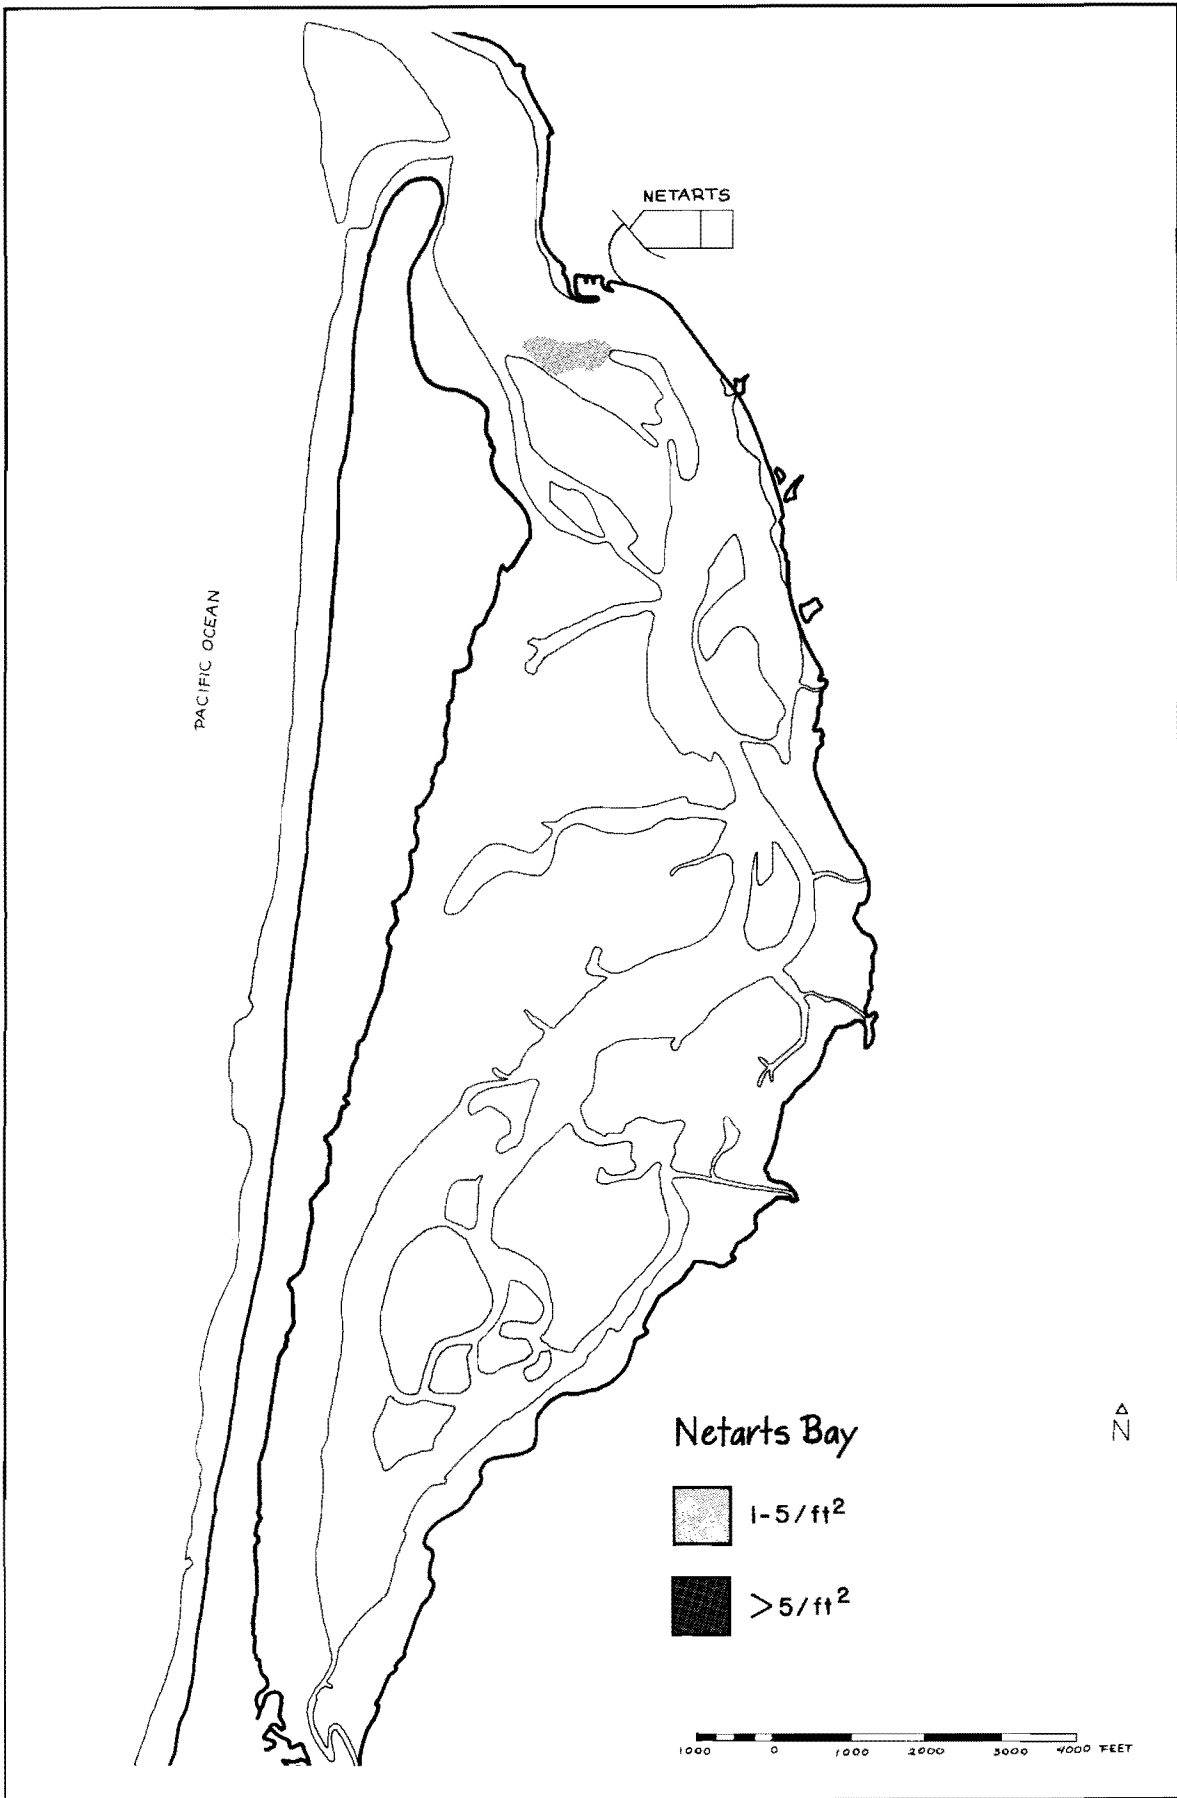 NETARTS
PACIFIC OCEAN
Netarts Bay
N
1-5/ft²
>5/ft²
1000 0 1000 2000 3000 4000 FEET